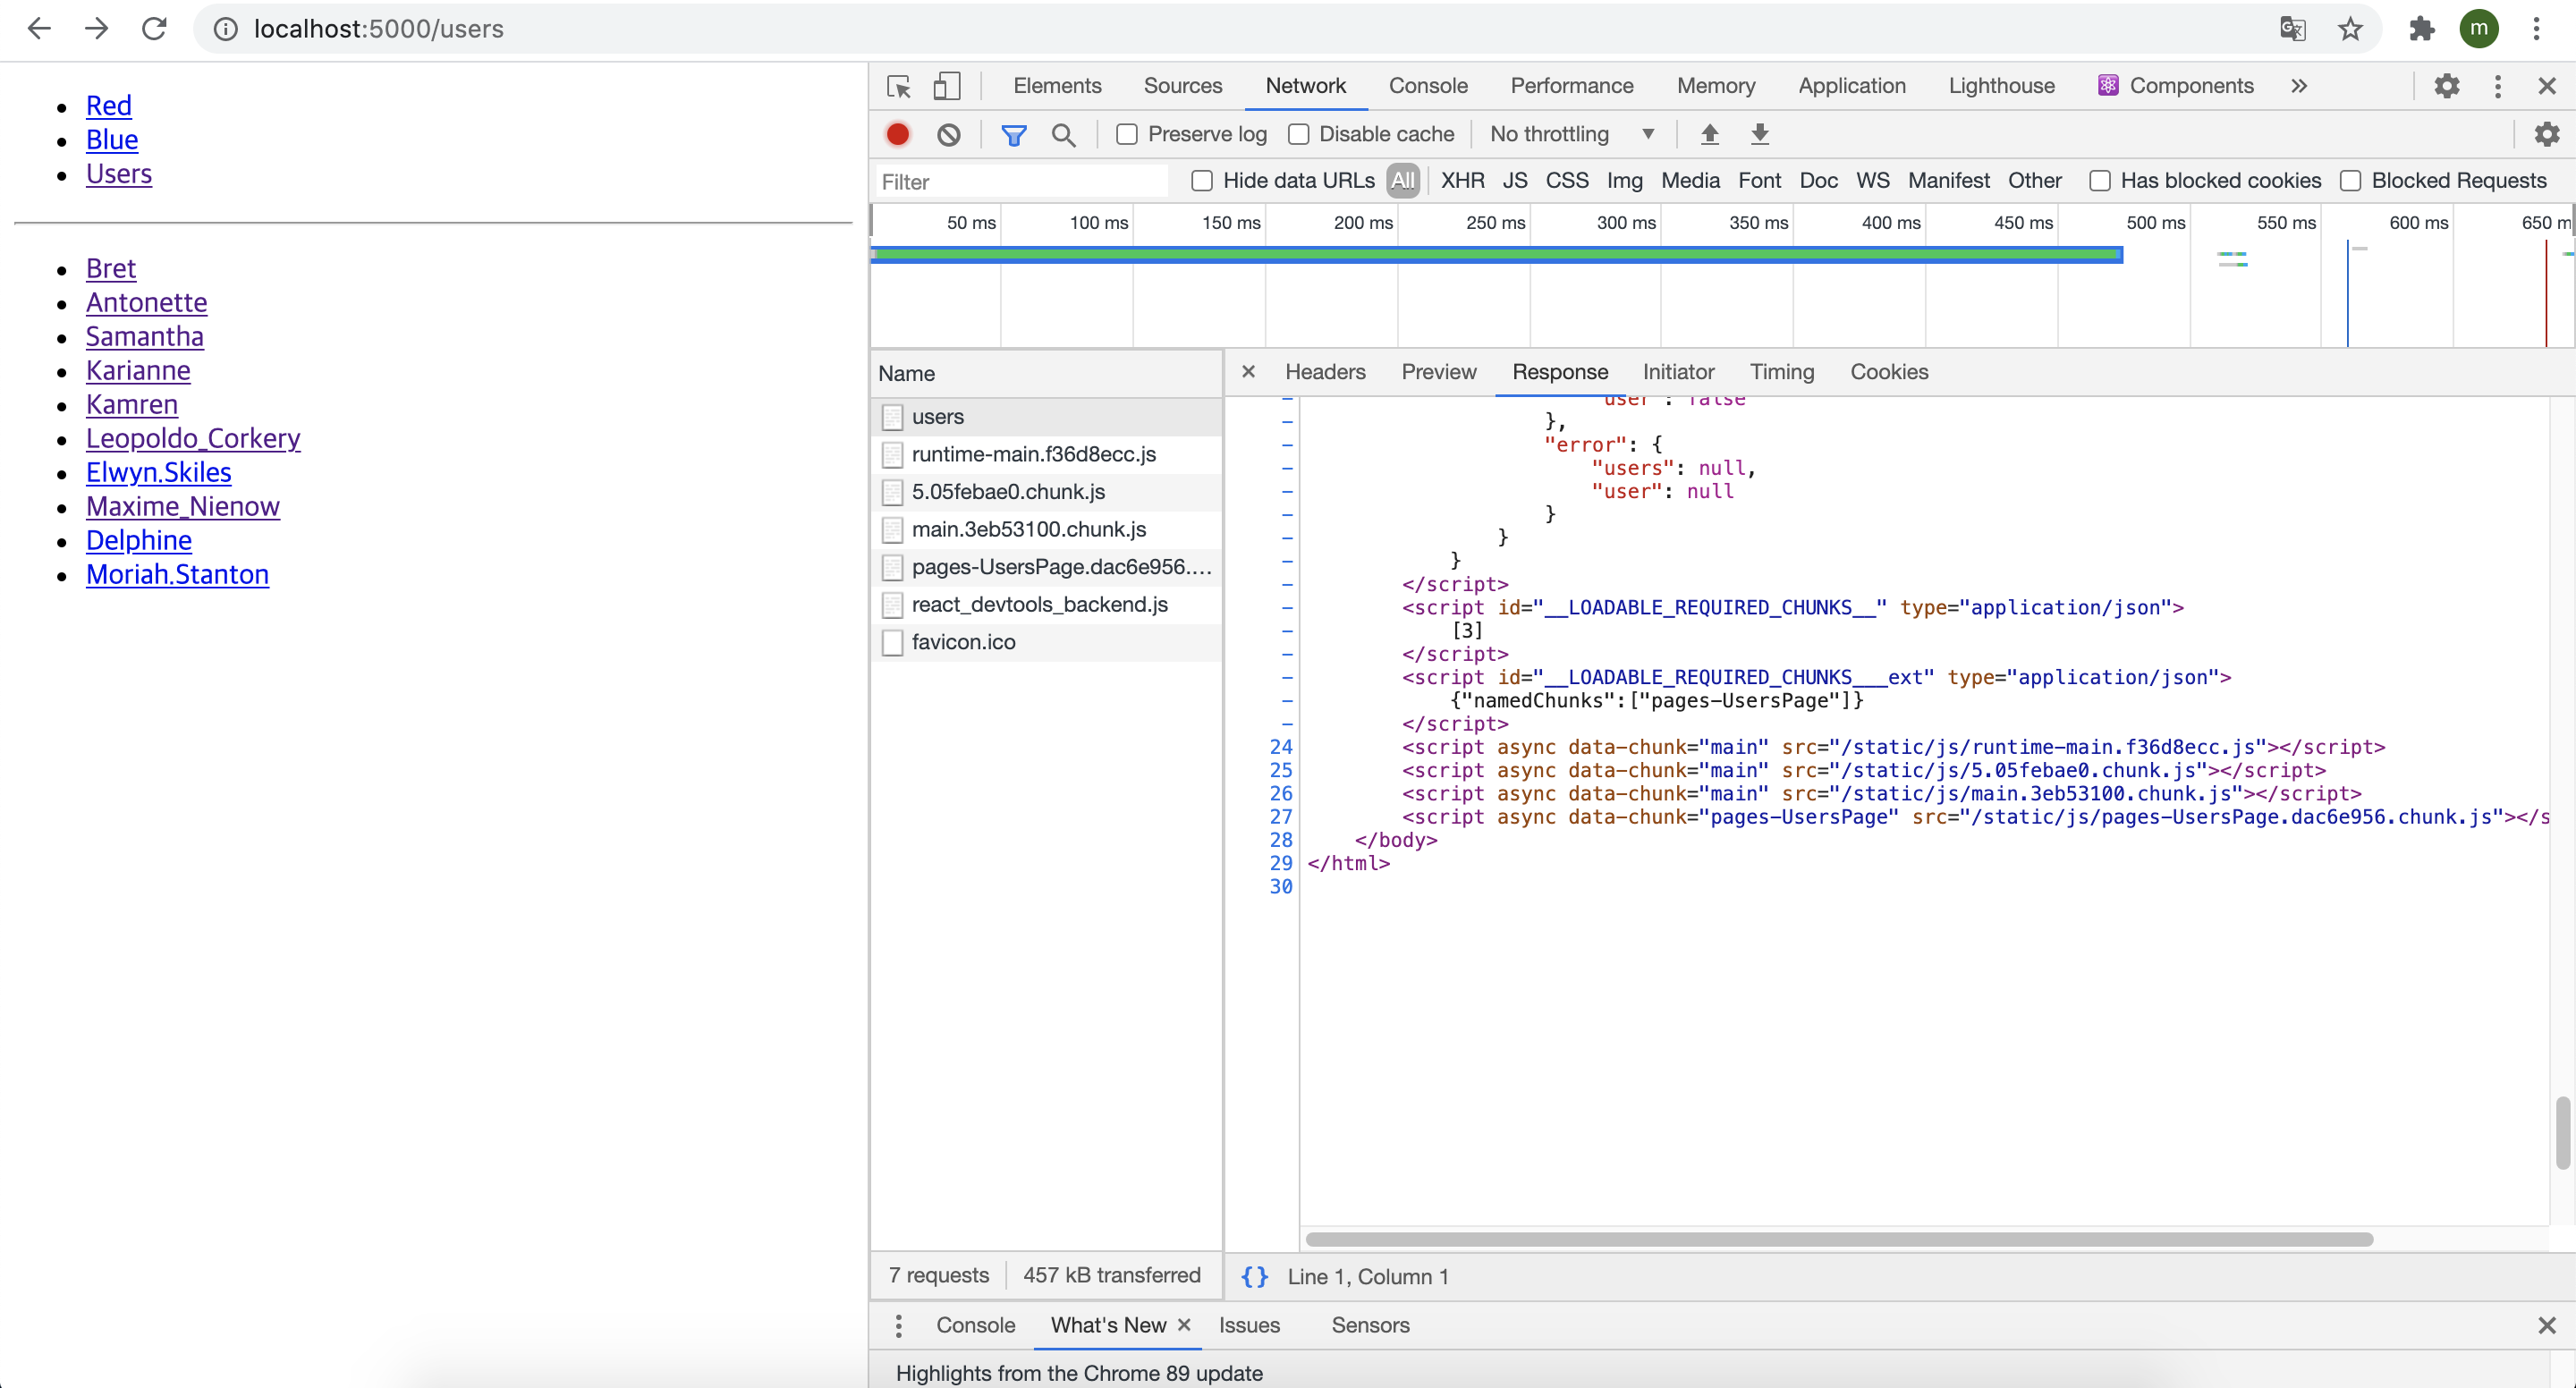 localhost:5000/users
m
Red
Blue
Users
Bret
Antonette
Samantha
Karianne
Kamren
Leopoldo_Corkery
Elwyn.Skiles
Maxime_Nienow
Delphine
Moriah.Stanton
Elements Sources Network Console Performance Memory Application Lighthouse Components
Preserve log Disable cache No throttling
Filter Hide data URLs All XHR JS CSS Img Media Font Doc WS Manifest Other Has blocked cookies Blocked Requests
50 ms 100 ms 150 ms 200 ms 250 ms 300 ms 350 ms 400 ms 450 ms 500 ms 550 ms 600 ms 650 m
Name
users
runtime-main.f36d8ecc.js
5.05febae0.chunk.js
main.3eb53100.chunk.js
pages-UsersPage.dac6e956....
react_devtools_backend.js
favicon.ico
7 requests 457 kB transferred
× Headers Preview Response Initiator Timing Cookies
"user": false
},
"error": {
"users": null,
"user": null
}
}
}
</script>
<script id="__LOADABLE_REQUIRED_CHUNKS__" type="application/json">
[3]
</script>
<script id="__LOADABLE_REQUIRED_CHUNKS___ext" type="application/json">
{"namedChunks":["pages-UsersPage"]}
</script>
24 <script async data-chunk="main" src="/static/js/runtime-main.f36d8ecc.js"></script>
25 <script async data-chunk="main" src="/static/js/5.05febae0.chunk.js"></script>
26 <script async data-chunk="main" src="/static/js/main.3eb53100.chunk.js"></script>
27 <script async data-chunk="pages-UsersPage" src="/static/js/pages-UsersPage.dac6e956.chunk.js"></s
28 </body>
29 </html>
30
{} Line 1, Column 1
Console What's New × Issues Sensors
Highlights from the Chrome 89 update